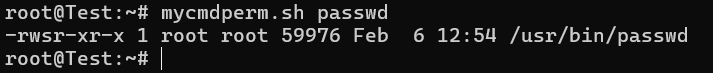 root@Test:~# mycmdperm.sh passwd
-rwsr-xr-x 1 root root 59976 Feb  6 12:54 /usr/bin/passwd
root@Test:~#